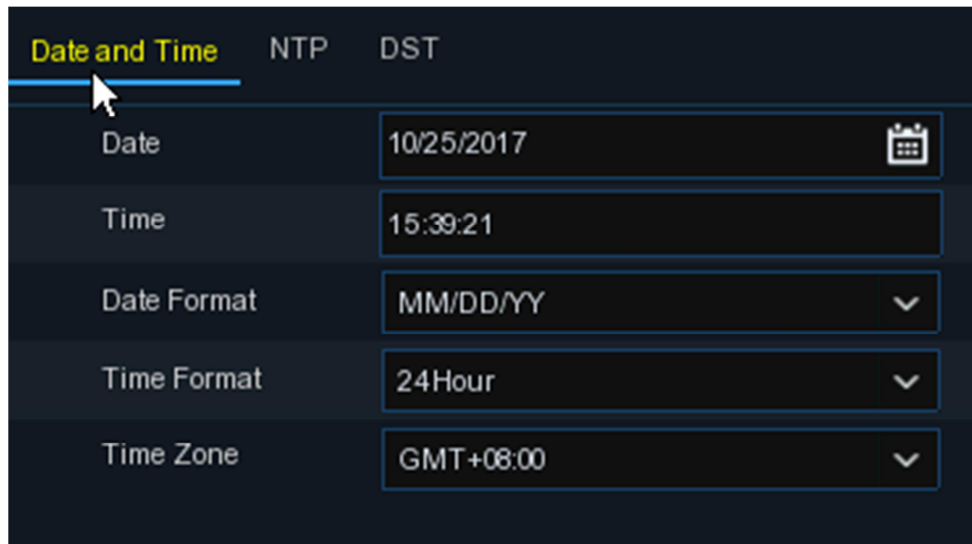 Date and Time NTP DST
Date 10/25/2017
Time 15:39:21
Date Format MM/DD/YY
Time Format 24Hour
Time Zone GMT+08:00